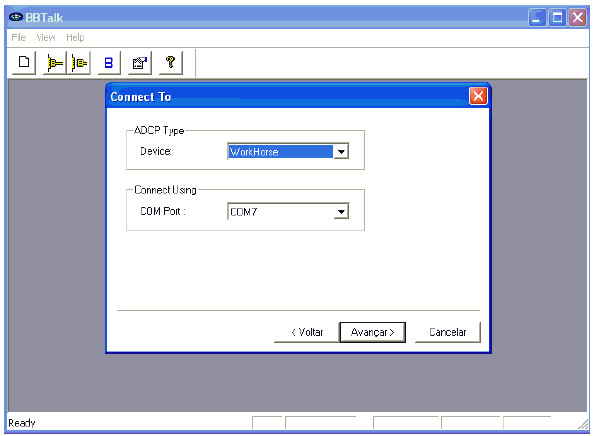 BBTalk
File View Help
B ?
Connect To
ADCP Type
Device: WorkHorse
Connect Using
COM Port : COM7
< Voltar Avançar > Cancelar
Ready